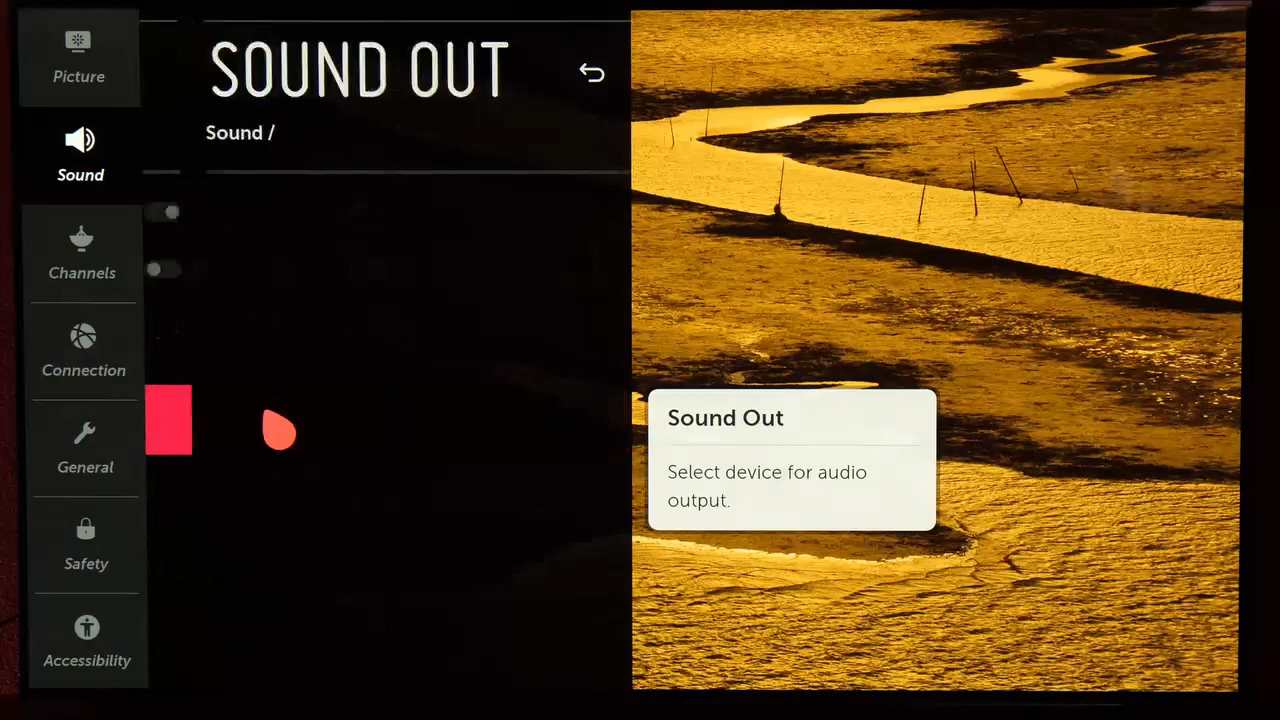 Picture
SOUND OUT
Sound /
Sound
Channels
Connection
Sound Out
General
Select device for audio
output.
Safety
Accessibility